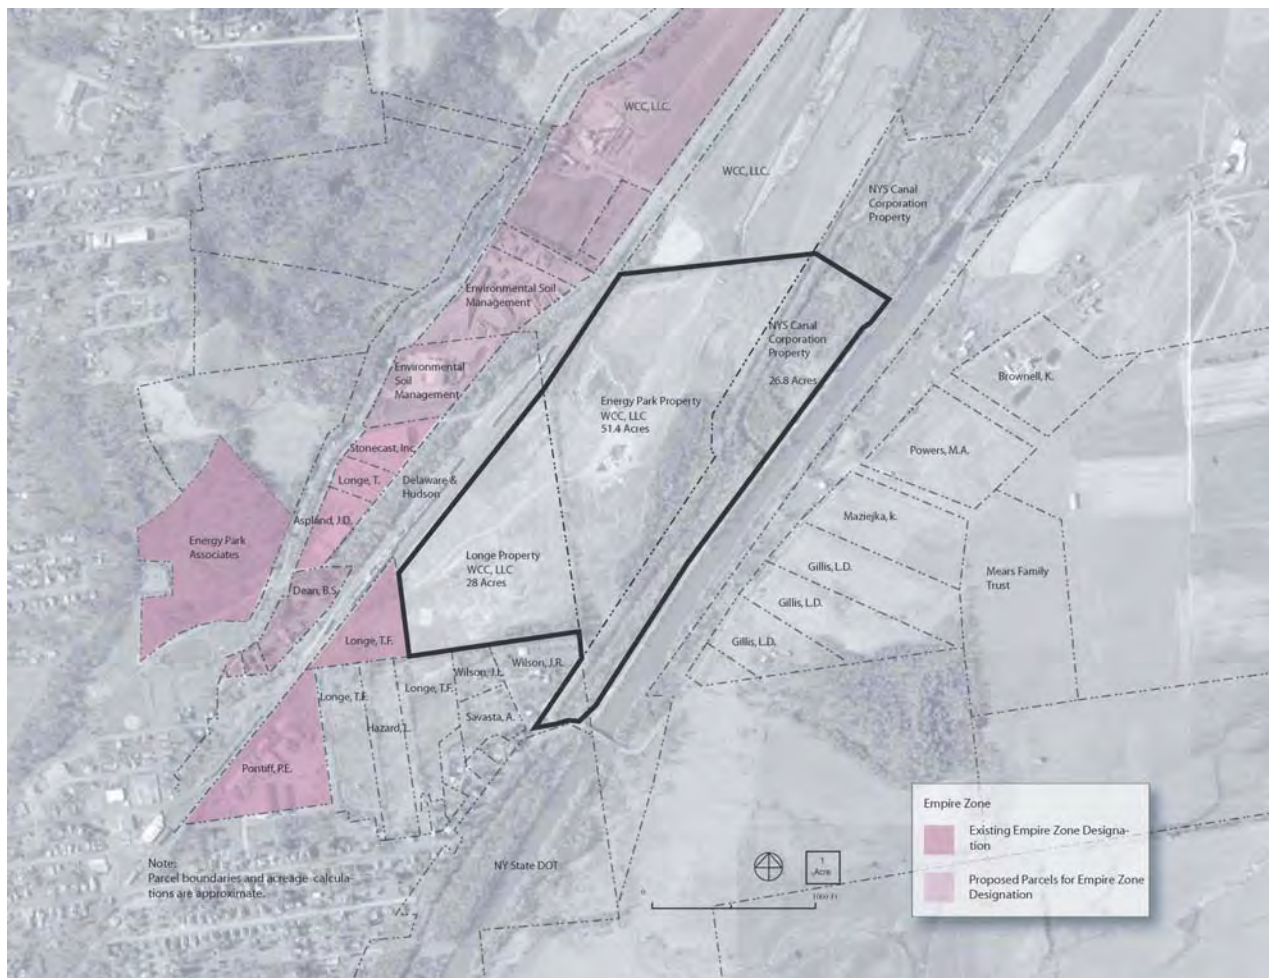 WCC, LLC.
WCC, LLC.
NYS Canal
Corporation
Property
Environmental Soil
Management
NYS Canal
Corporation
Property
26.8 Acres
Environmental
Soil
Management
Brownell, K.
Energy Park Property
WCC, LLC
51.4 Acres
Stonecast, Inc
Powers, M.A.
Longe, T.
Delaware &
Hudson
Aspland, J.D.
Maziejka, k.
Energy Park
Associates
Longe Property
WCC, LLC
28 Acres
Gillis, L.D.
Mears Family
Trust
Dean, B.S.
Gillis, L.D.
Longe, T.F.
Gillis, L.D.
Wilson, J.R.
Wilson, J.L.
Longe, T.F.
Longe, T.F.
Savasta, A.
Hazard, L.
Pontiff, P.E.
Empire Zone
Existing Empire Zone Designa-
tion
Proposed Parcels for Empire Zone
Designation
Note:
Parcel boundaries and acreage calcula-
tions are approximate.
NY State DOT
1
Acre
0
1000 Ft